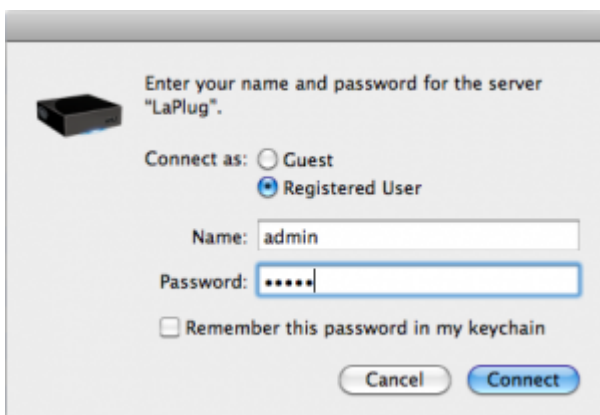 Enter your name and password for the server
“LaPlug”.
Connect as: Guest
Registered User
Name: admin
Password: •••••
Remember this password in my keychain
Cancel Connect